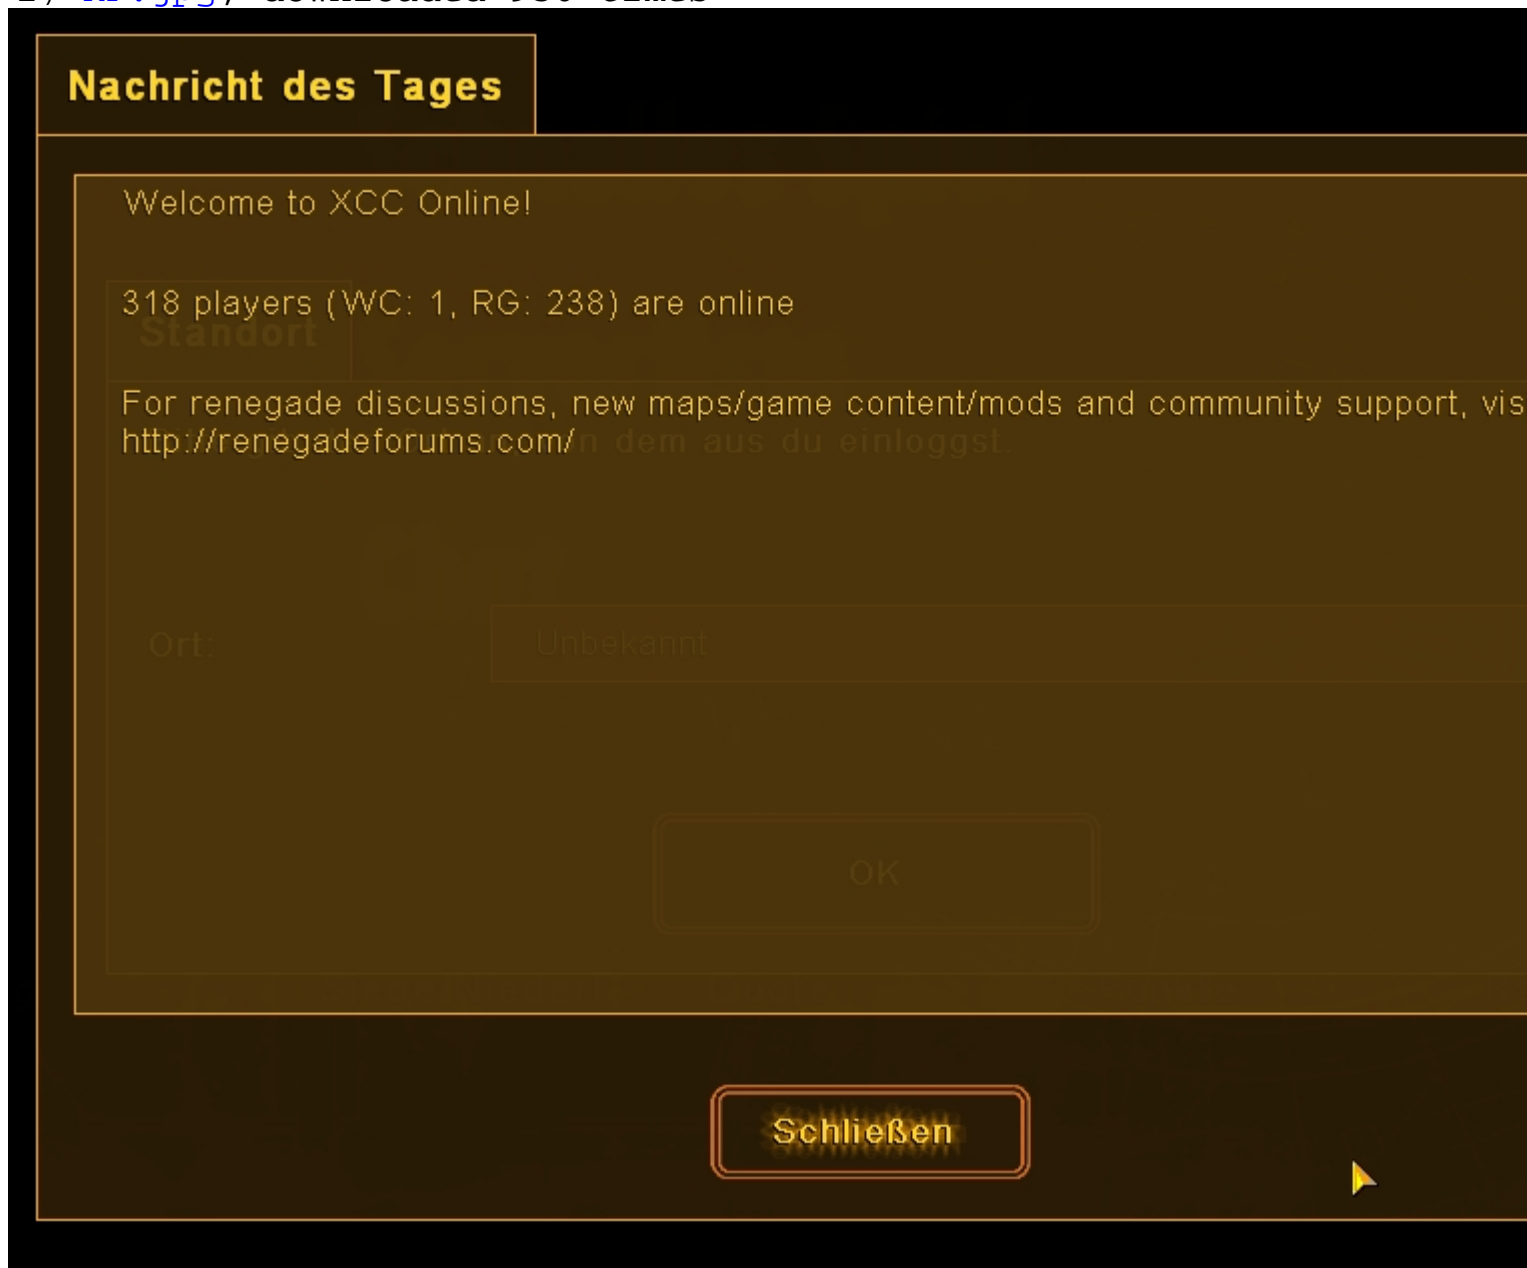 Nachricht des Tages
Welcome to XCC Online!
318 players (WC: 1, RG: 238) are online
Standort
For renegade discussions, new maps/game content/mods and community support, vis
http://renegadeforums.com/
n dem aus du einloggst.
Ort:
Unbekannt
OK
Schließen